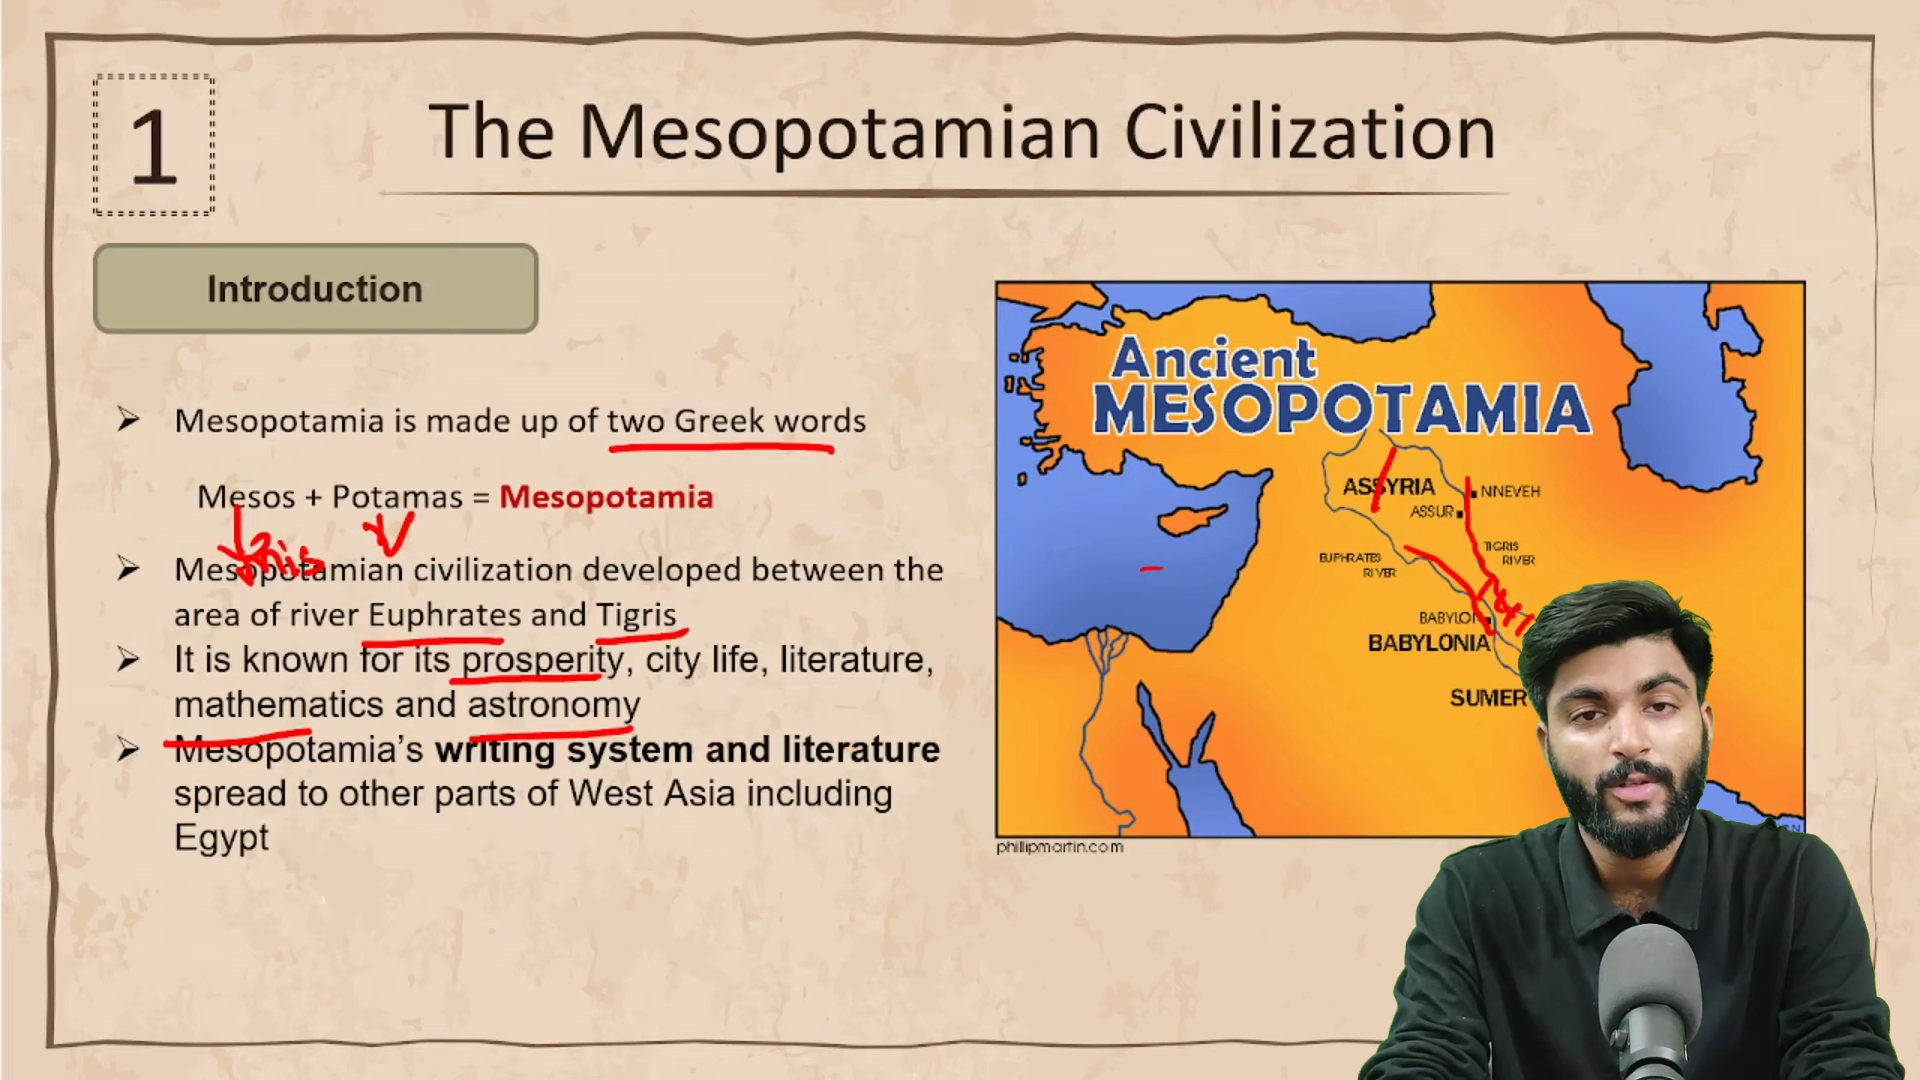 1
The Mesopotamian Civilization
Introduction
➢ Mesopotamia is made up of two Greek words
Mesos + Potamas = Mesopotamia
➢ Mesopotamian civilization developed between the
area of river Euphrates and Tigris
➢ It is known for its prosperity, city life, literature,
mathematics and astronomy
➢ Mesopotamia's writing system and literature
spread to other parts of West Asia including
Egypt
Ancient
MESOPOTAMIA
ASSYRIA
NINEVEH
ASSUR
TIGRIS
RIVER
EUPHRATES
RIVER
BABYLON
BABYLONIA
SUMER
phillipmartin.com